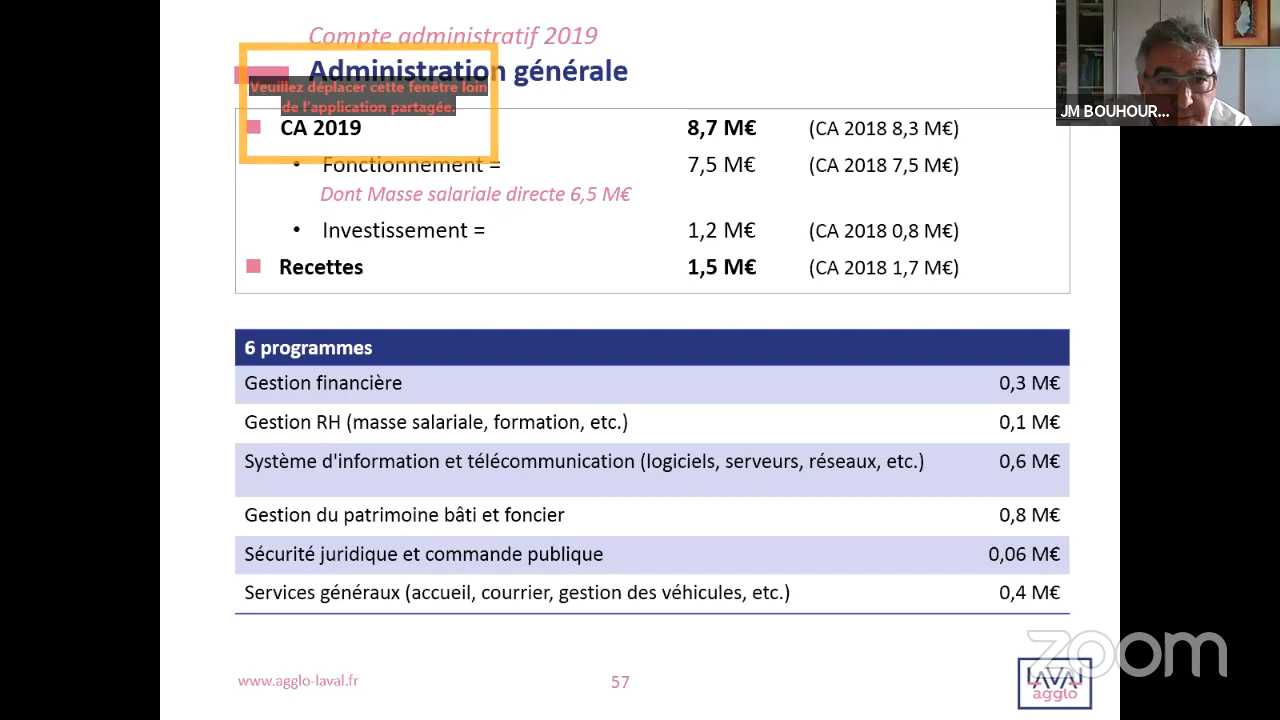 Compte administratif 2019
Administration générale
Veuillez déplacer cette fenêtre loin
de l'application partagée.
CA 2019 8,7 M€ (CA 2018 8,3 M€)
• Fonctionnement = 7,5 M€ (CA 2018 7,5 M€)
Dont Masse salariale directe 6,5 M€
• Investissement = 1,2 M€ (CA 2018 0,8 M€)
Recettes 1,5 M€ (CA 2018 1,7 M€)
6 programmes
Gestion financière 0,3 M€
Gestion RH (masse salariale, formation, etc.) 0,1 M€
Système d'information et télécommunication (logiciels, serveurs, réseaux, etc.) 0,6 M€
Gestion du patrimoine bâti et foncier 0,8 M€
Sécurité juridique et commande publique 0,06 M€
Services généraux (accueil, courrier, gestion des véhicules, etc.) 0,4 M€
www.agglo-laval.fr 57
LAVAL
agglo
zoom
JM BOUHOUR...